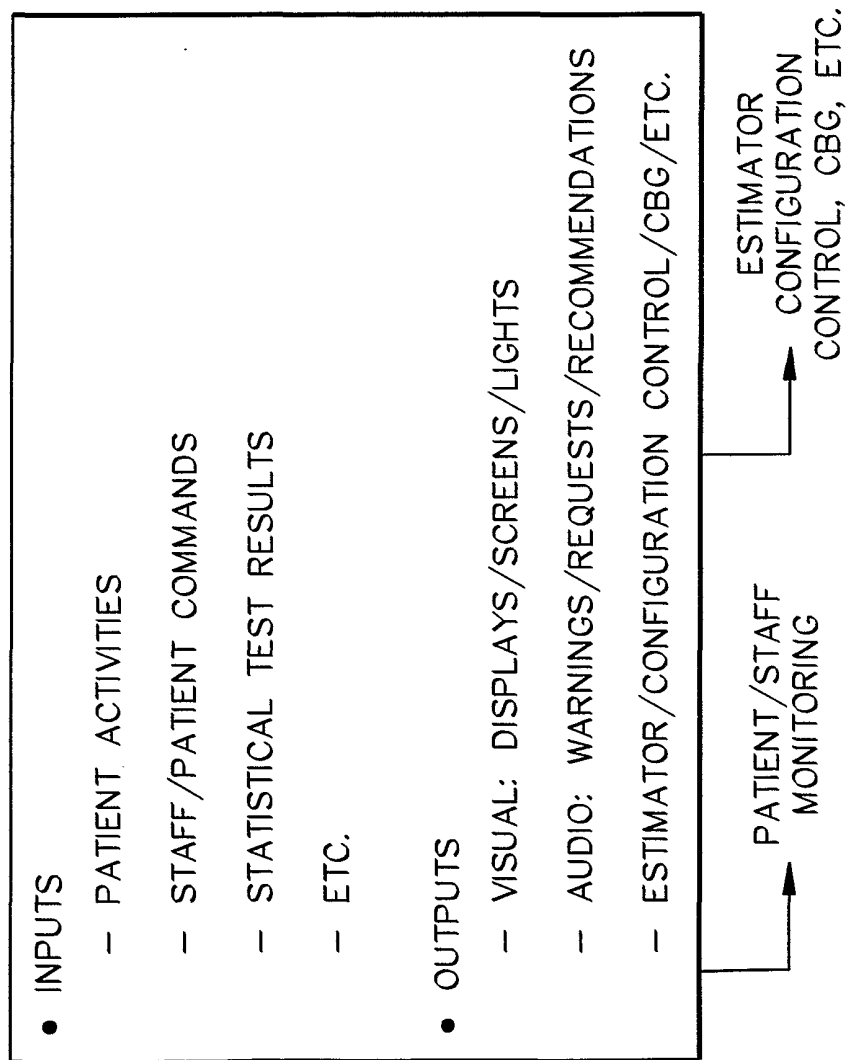 • INPUTS
– PATIENT ACTIVITIES
– STAFF/PATIENT COMMANDS
– STATISTICAL TEST RESULTS
– ETC.
• OUTPUTS
– VISUAL: DISPLAYS/SCREENS/LIGHTS
– AUDIO: WARNINGS/REQUESTS/RECOMMENDATIONS
– ESTIMATOR/CONFIGURATION CONTROL/CBG/ETC.
PATIENT/STAFF
MONITORING
ESTIMATOR
CONFIGURATION
CONTROL, CBG, ETC.